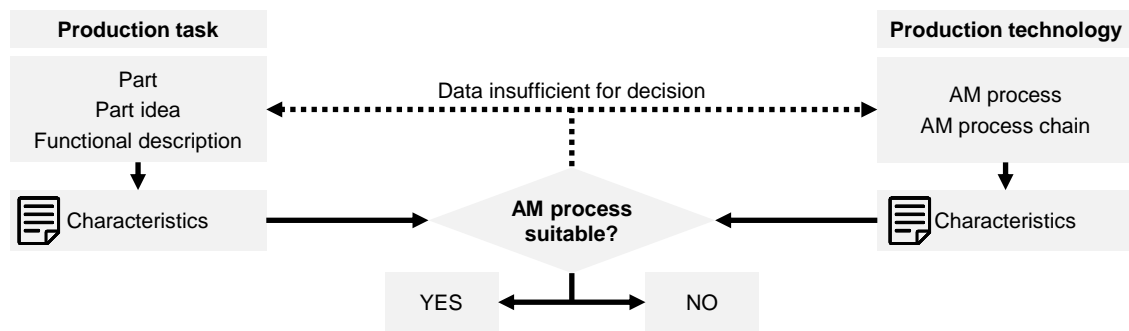 Production task
Production technology
Part
Part idea
Functional description
Data insufficient for decision
AM process
AM process chain
Characteristics
AM process
suitable?
Characteristics
YES
NO